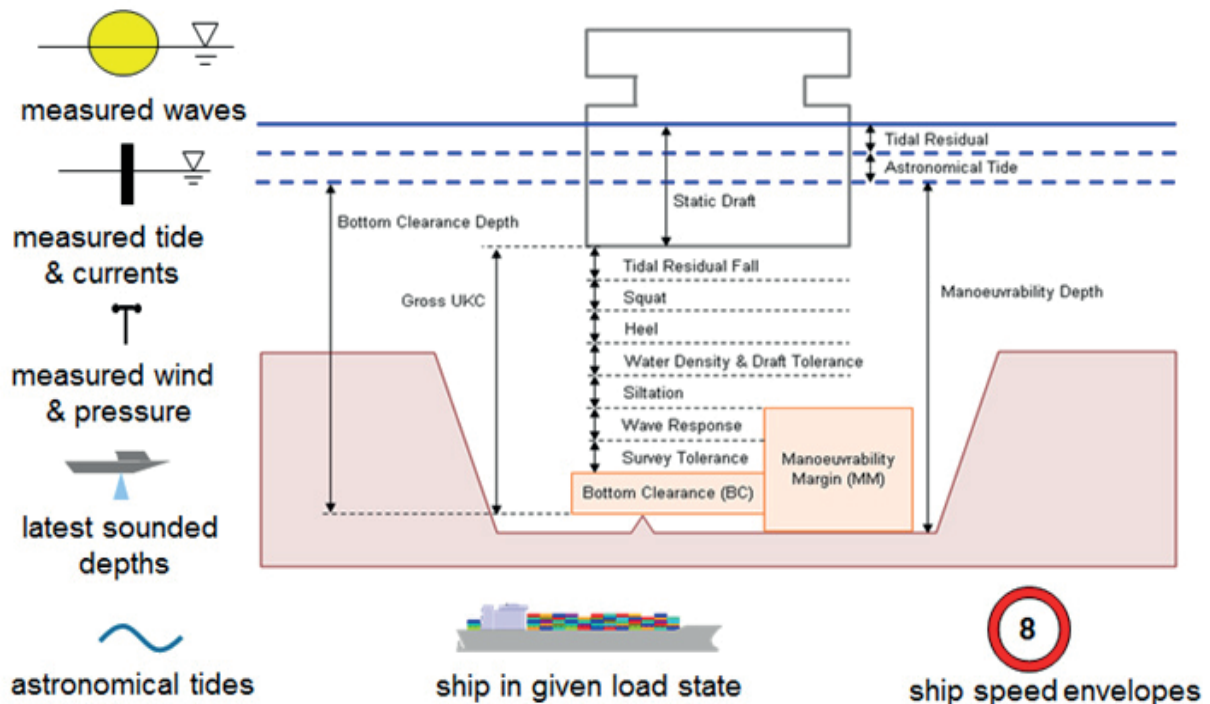 measured waves
measured tide
& currents
measured wind
& pressure
latest sounded
depths
astronomical tides
Tidal Residual
Astronomical Tide
Static Draft
Bottom Clearance Depth
Tidal Residual Fall
Squat
Gross UKC
Manoeuvrability Depth
Heel
Water Density & Draft Tolerance
Siltation
Wave Response
Survey Tolerance
Manoeuvrability
Margin (MM)
Bottom Clearance (BC)
ship in given load state
8
ship speed envelopes